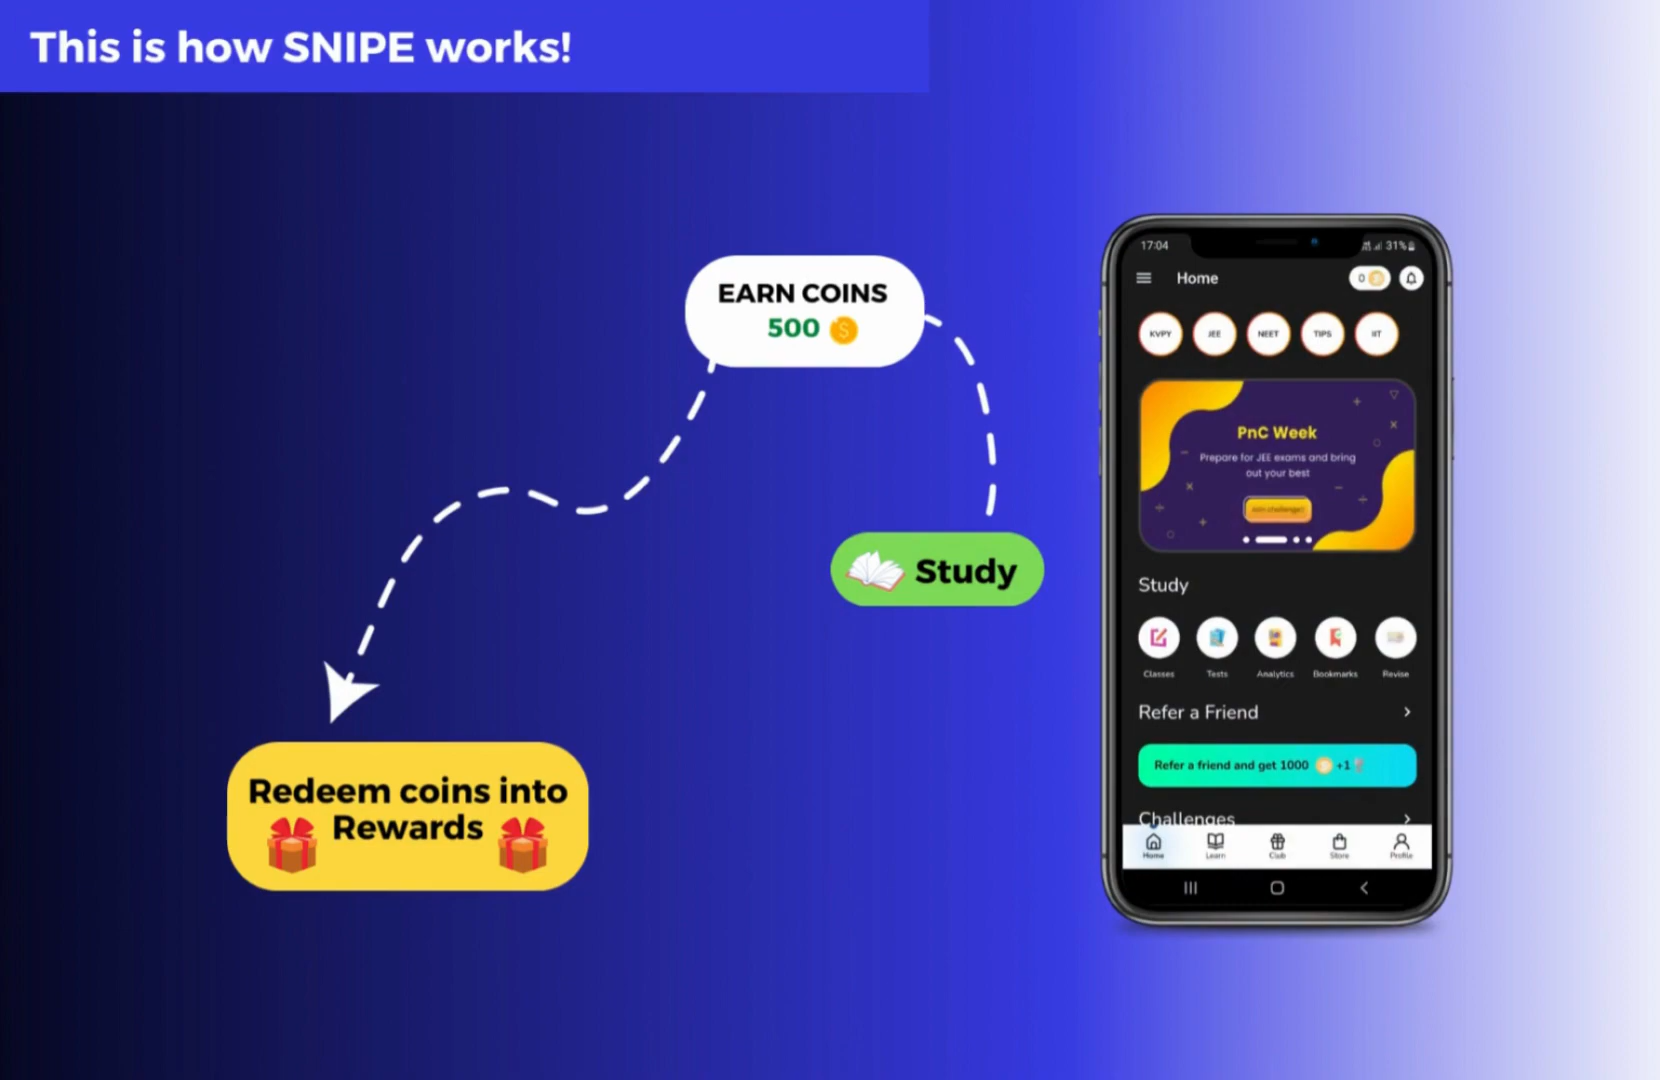 This is how SNIPE works!
EARN COINS
500
Study
Redeem coins into
Rewards
17:04
31%
Home
0
KVPY
JEE
NEET
TIPS
IIT
PnC Week
Prepare for JEE exams and bring
out your best
Join challenge!
Study
Classes
Tests
Analytics
Bookmarks
Revise
Refer a Friend
Refer a friend and get 1000 +1
Challenges
Home
Learn
Club
Store
Profile